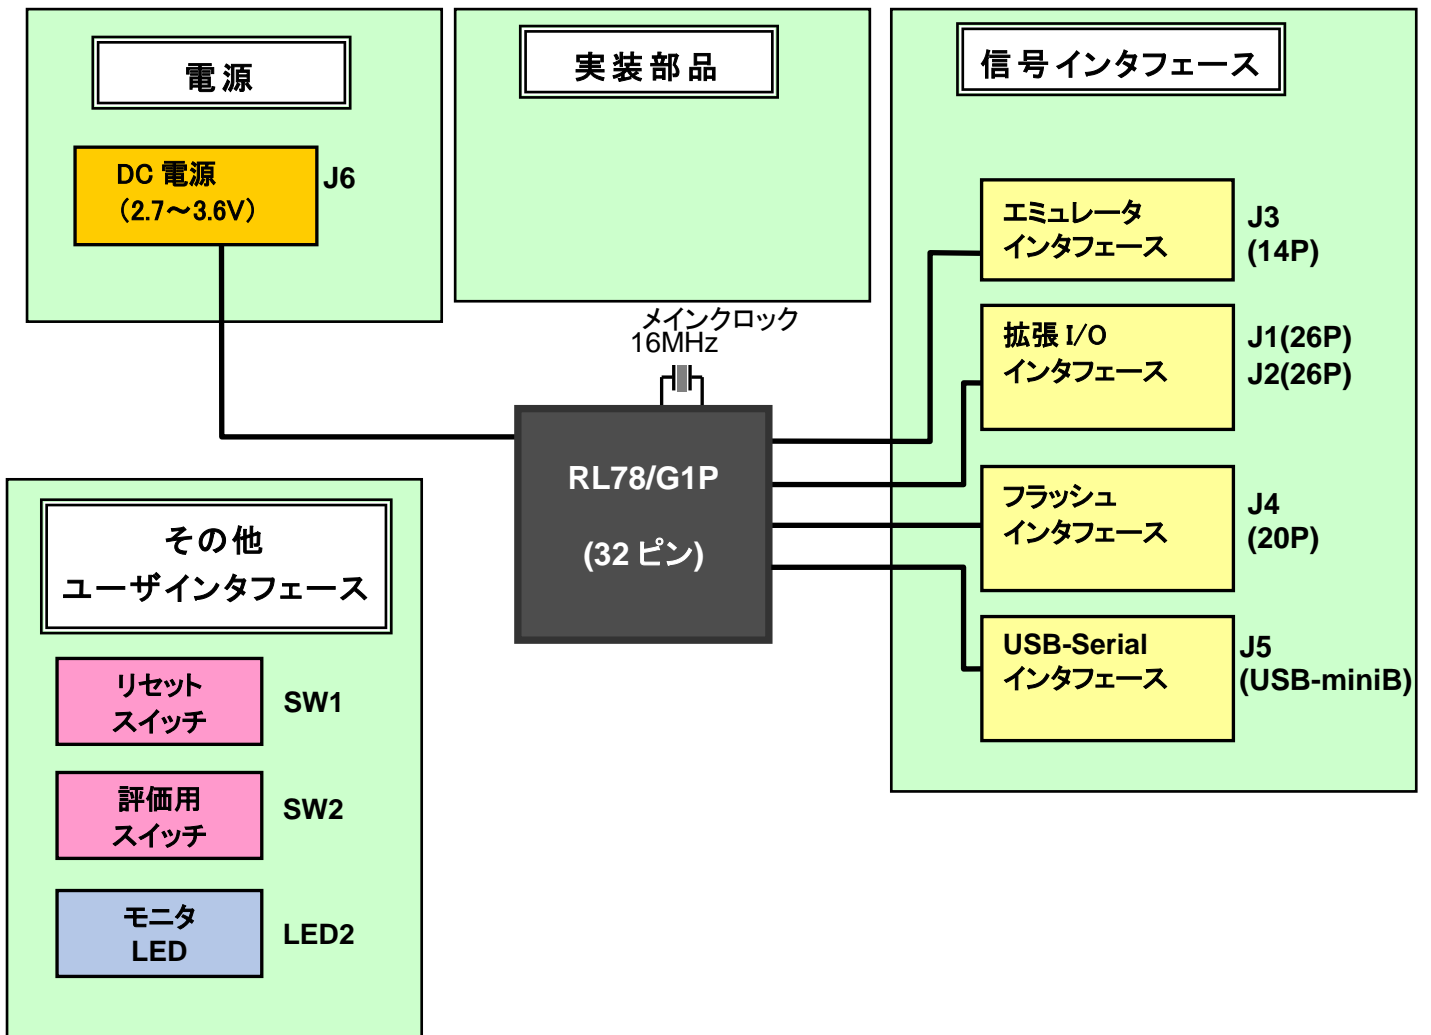 電源
DC 電源
（2.7～3.6V）
J6
実装部品
信号インタフェース
エミュレータ
インタフェース
J3
(14P)
拡張 I/O
インタフェース
J1(26P)
J2(26P)
フラッシュ
インタフェース
J4
(20P)
USB-Serial
インタフェース
J5
(USB-miniB)
メインクロック
16MHz
RL78/G1P
(32 ピン)
その他
ユーザインタフェース
リセット
スイッチ
SW1
評価用
スイッチ
SW2
モニタ
LED
LED2